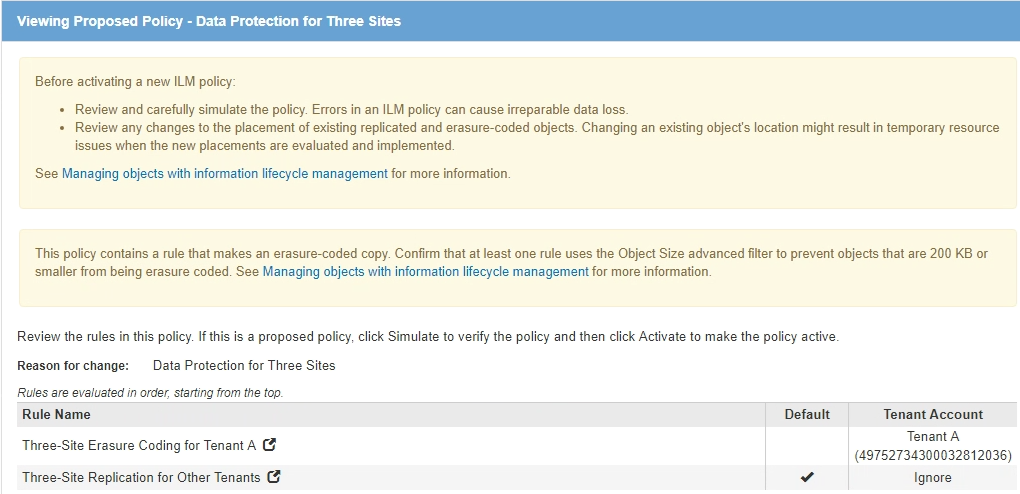 Viewing Proposed Policy - Data Protection for Three Sites
Before activating a new ILM policy:
• Review and carefully simulate the policy. Errors in an ILM policy can cause irreparable data loss.
• Review any changes to the placement of existing replicated and erasure-coded objects. Changing an existing object's location might result in temporary resource
issues when the new placements are evaluated and implemented.
See Managing objects with information lifecycle management for more information.
This policy contains a rule that makes an erasure-coded copy. Confirm that at least one rule uses the Object Size advanced filter to prevent objects that are 200 KB or
smaller from being erasure coded. See Managing objects with information lifecycle management for more information.
Review the rules in this policy. If this is a proposed policy, click Simulate to verify the policy and then click Activate to make the policy active.
Reason for change: Data Protection for Three Sites
Rules are evaluated in order, starting from the top.
Rule Name Default Tenant Account
Three-Site Erasure Coding for Tenant A Tenant A
(49752734300032812036)
Three-Site Replication for Other Tenants ✔ Ignore